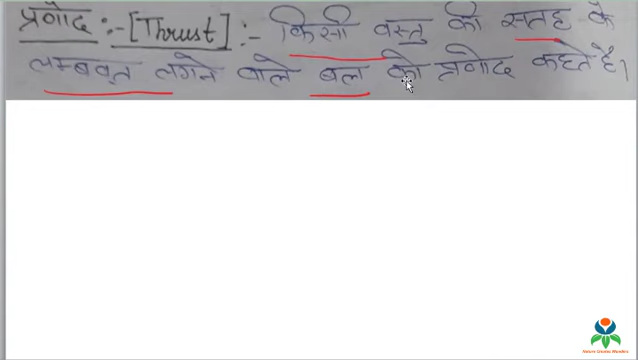 प्रणोद :- [Thrust] :- किसी वस्तु की सतह के
लम्बवत लगने वाले बल को प्रणोद कहते है।